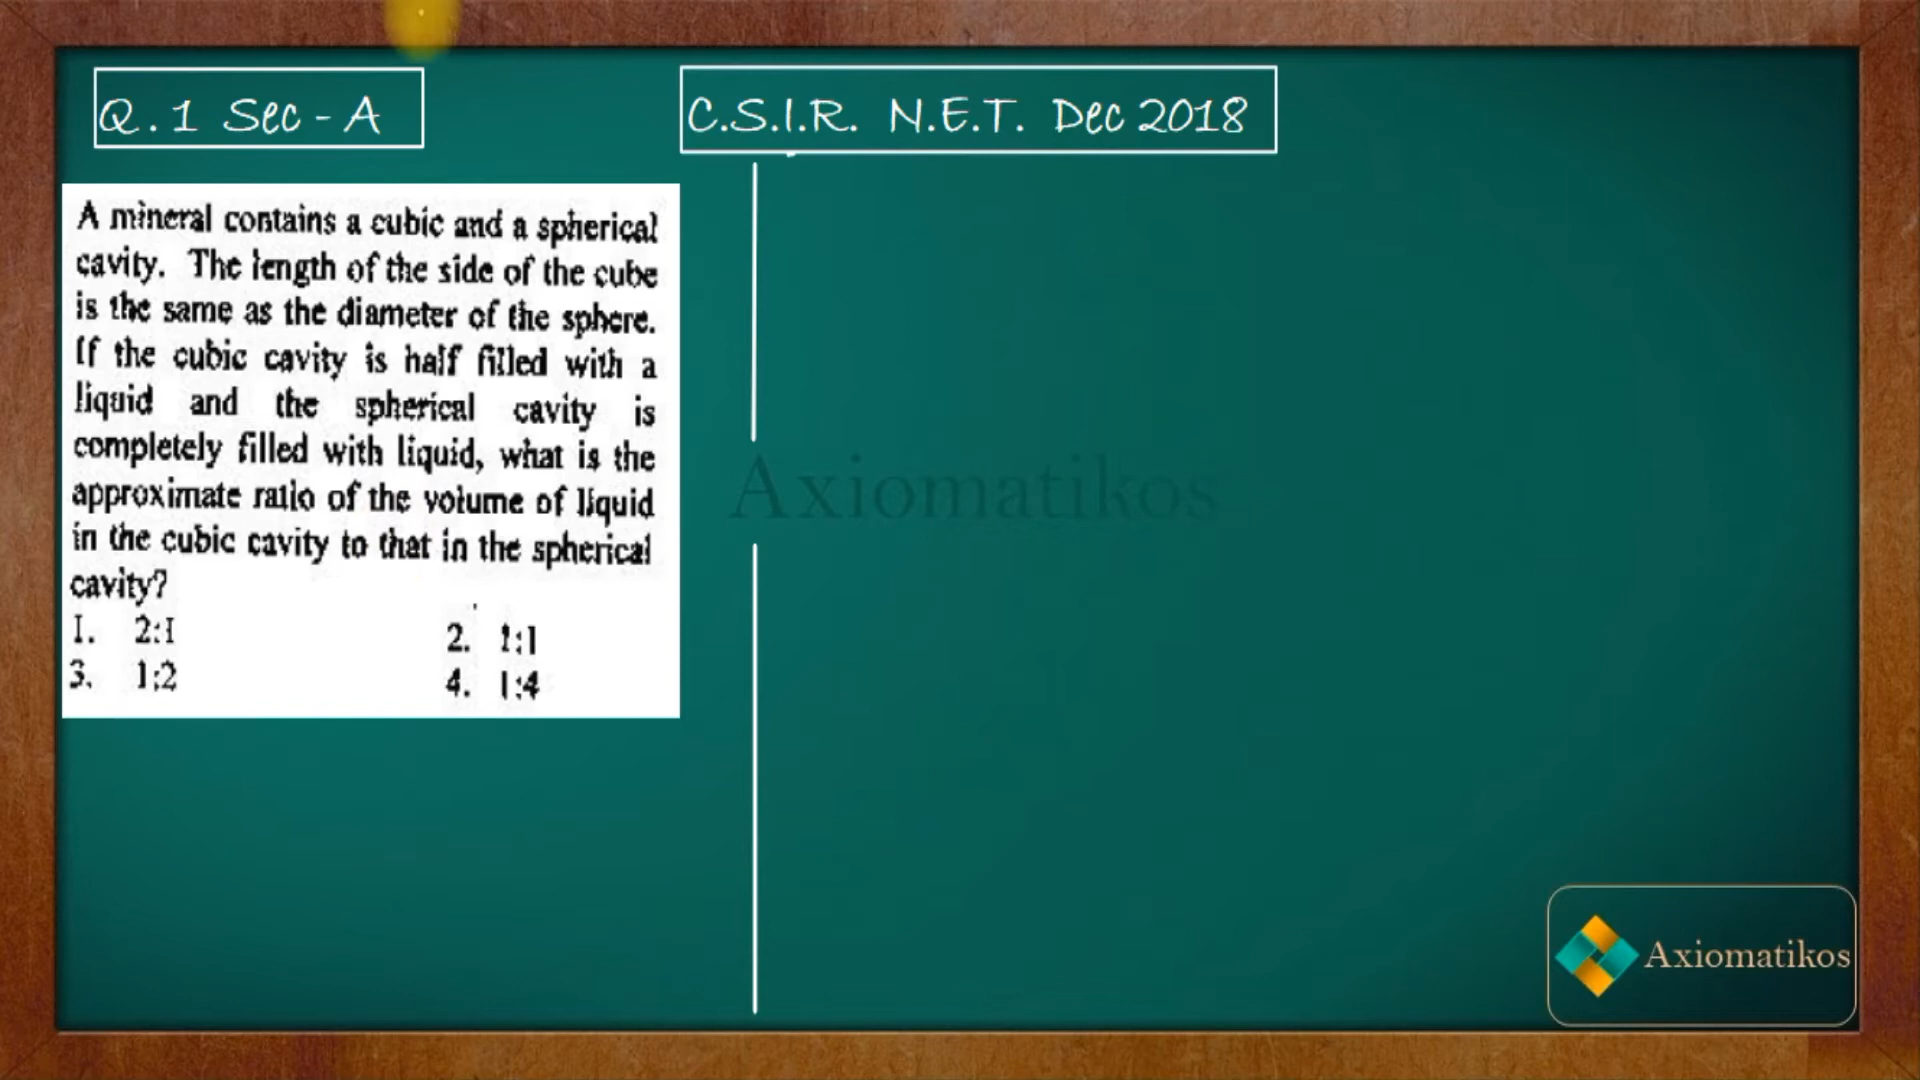 Q.1 Sec - A
C.S.I.R. N.E.T. Dec 2018
A mineral contains a cubic and a spherical
cavity. The length of the side of the cube
is the same as the diameter of the sphere.
If the cubic cavity is half filled with a
liquid and the spherical cavity is
completely filled with liquid, what is the
approximate ratio of the volume of liquid
in the cubic cavity to that in the spherical
cavity?
1. 2:1
2. 1:1
3. 1:2
4. 1:4
Axiomatikos
Axiomatikos